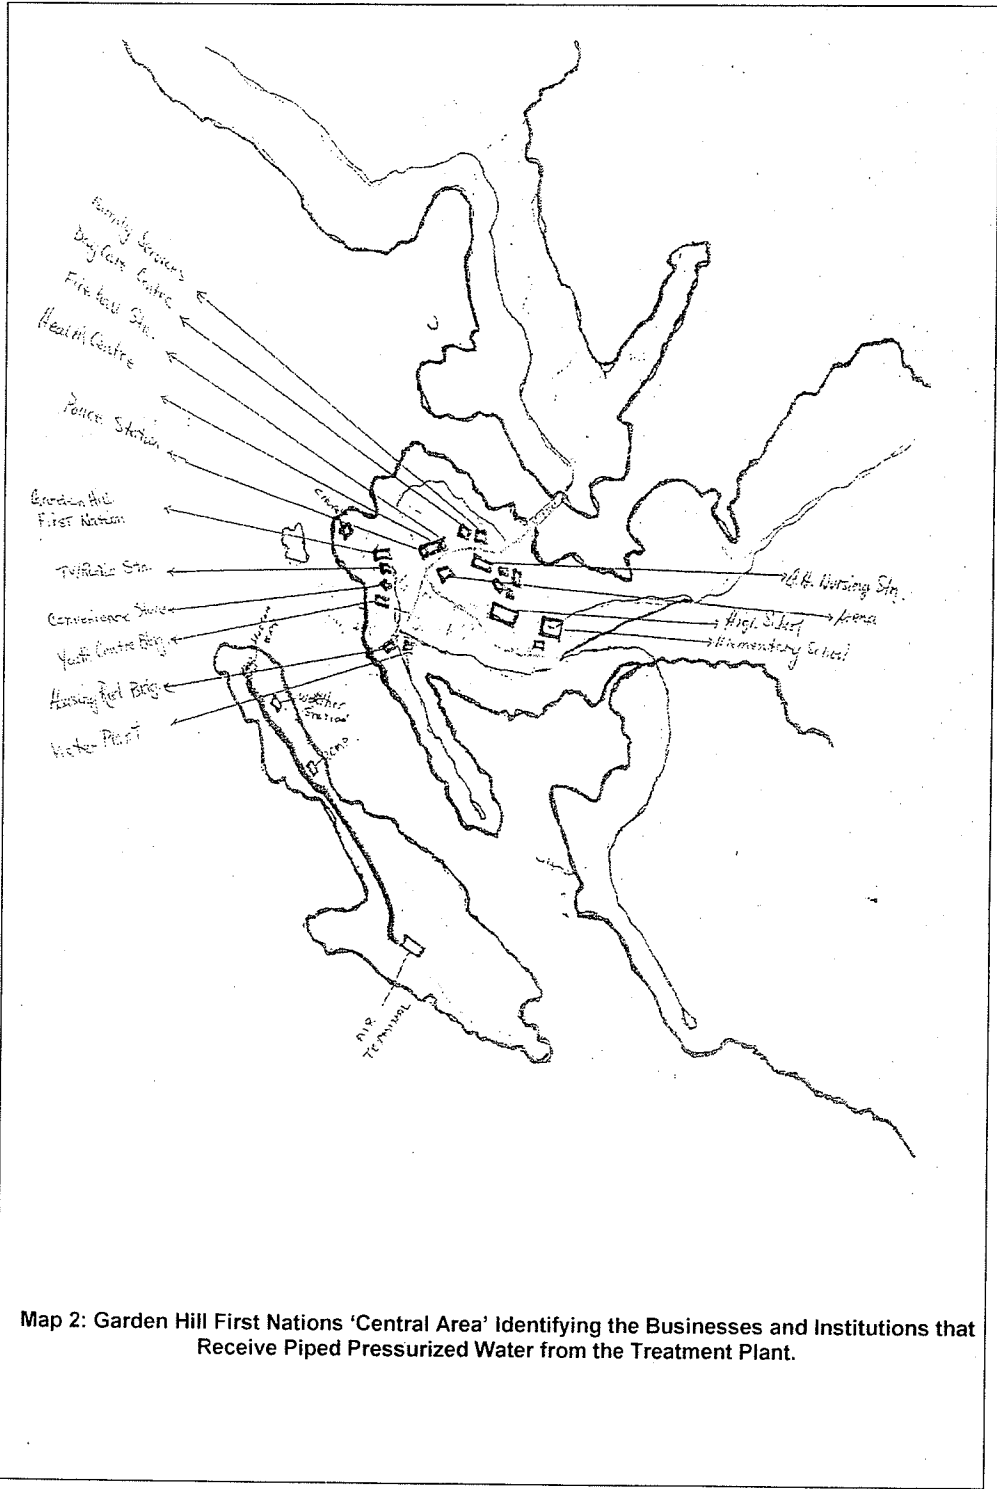 Family Services
Day Care Centre
Fire Hall Stn.
Health Centre
Police Station
Garden Hill
First Nation
TV/Radio Stn.
Convenience Store
Youth Centre Bldg.
Housing Bldg.
Water Plant
Weather
Station
AIR
TERMINAL
G.H. Nursing Stn.
Arena
High School
Elementary School
Map 2: Garden Hill First Nations ‘Central Area’ Identifying the Businesses and Institutions that
Receive Piped Pressurized Water from the Treatment Plant.